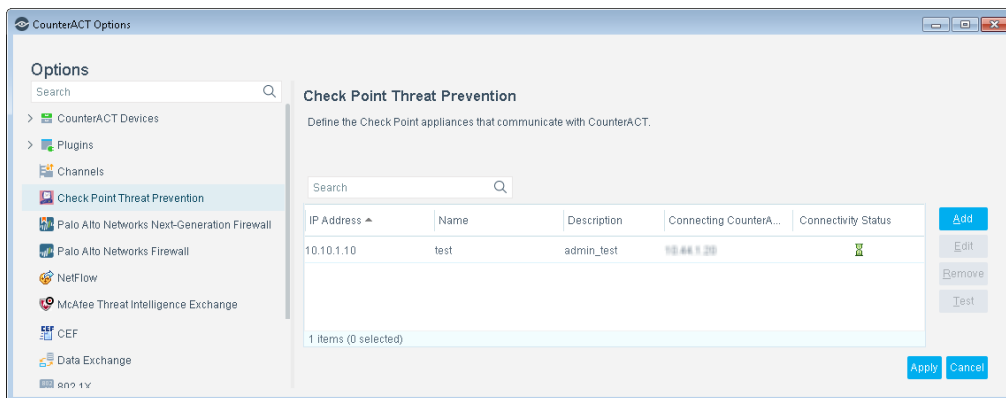 CounterACT Options
Options
Search
CounterACT Devices
Plugins
Channels
Check Point Threat Prevention
Palo Alto Networks Next-Generation Firewall
Palo Alto Networks Firewall
NetFlow
McAfee Threat Intelligence Exchange
CEF
Data Exchange
802.1X
Check Point Threat Prevention
Define the Check Point appliances that communicate with CounterACT.
Search
IP Address Name Description Connecting CounterA... Connectivity Status
10.10.1.10 test admin_test
1 items (0 selected)
Add
Edit
Remove
Test
Apply Cancel